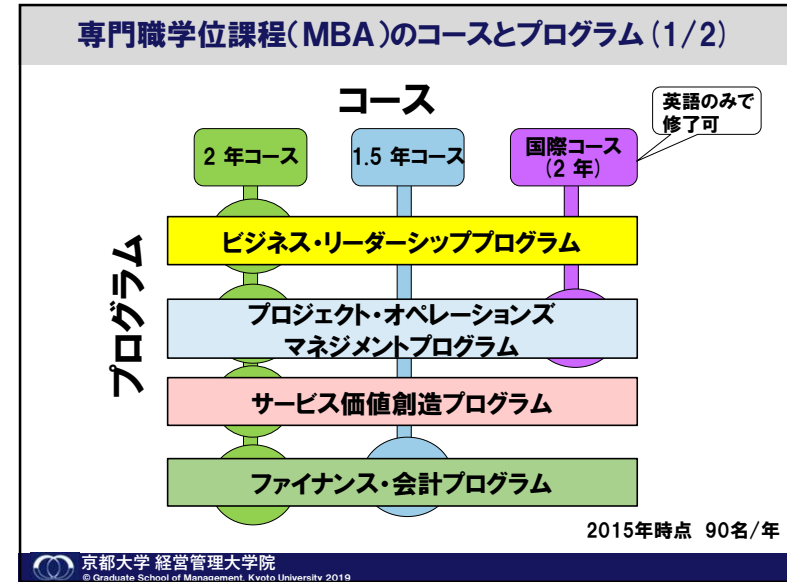 専門職学位課程(MBA)のコースとプログラム(1/2)
コース
英語のみで
修了可
2 年コース
1.5 年コース
国際コース
(2 年)
プログラム
ビジネス・リーダーシッププログラム
プロジェクト・オペレーションズ
マネジメントプログラム
サービス価値創造プログラム
ファイナンス・会計プログラム
2015年時点 90名/年
京都大学 経営管理大学院
© Graduate School of Management, Kyoto University 2019